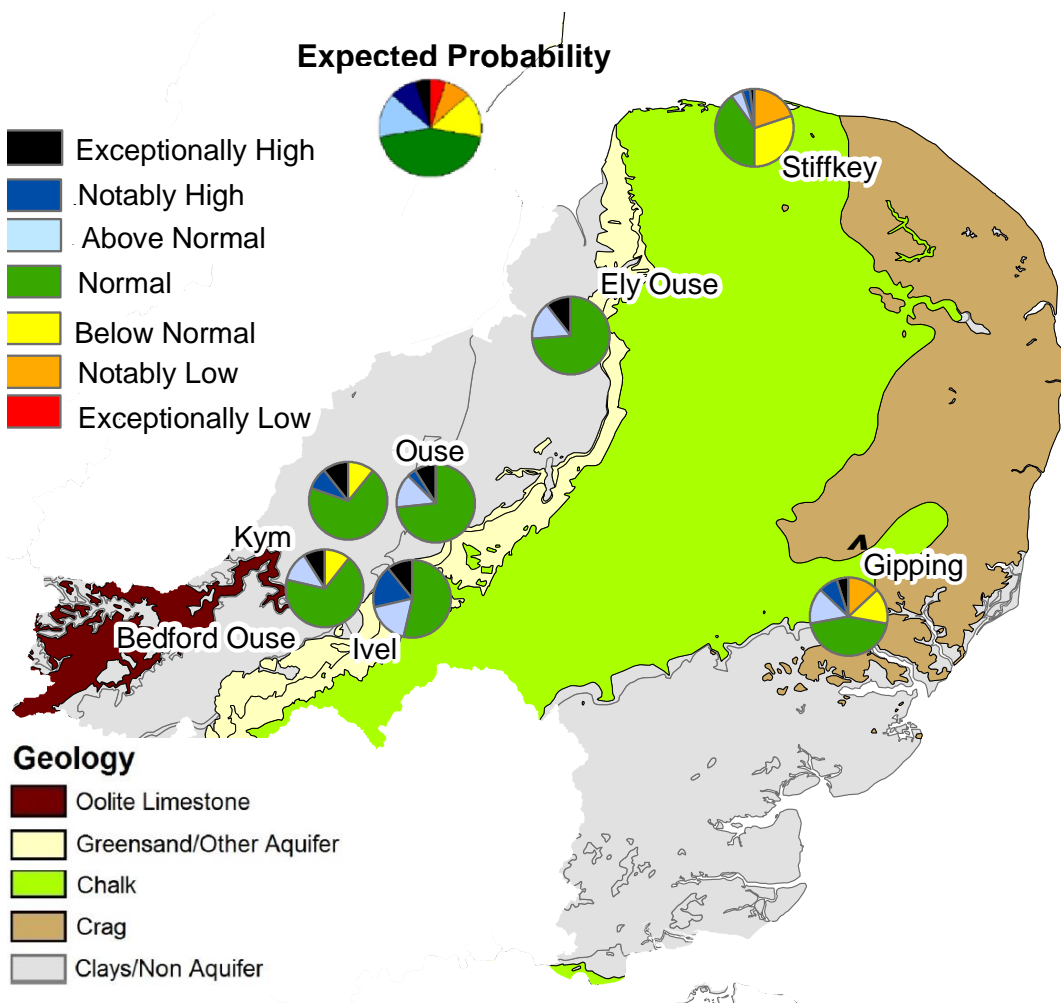 Expected Probability
Exceptionally High
Notably High
Above Normal
Normal
Below Normal
Notably Low
Exceptionally Low
Stiffkey
Ely Ouse
Ouse
Kym
Bedford Ouse
Ivel
Gipping
Geology
Oolite Limestone
Greensand/Other Aquifer
Chalk
Crag
Clays/Non Aquifer